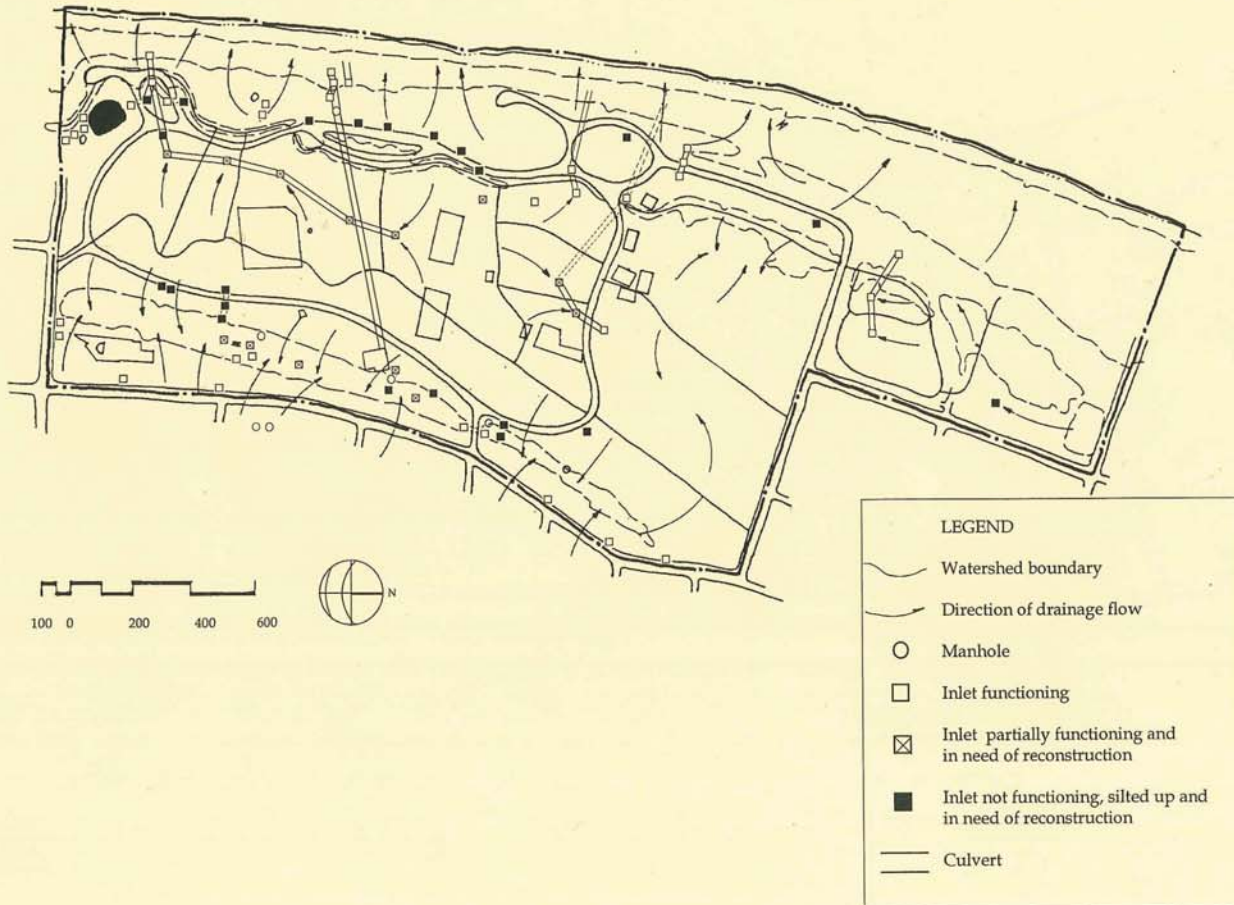 N
100 0 200 400 600
LEGEND
Watershed boundary
Direction of drainage flow
Manhole
Inlet functioning
Inlet partially functioning and
in need of reconstruction
Inlet not functioning, silted up and
in need of reconstruction
Culvert